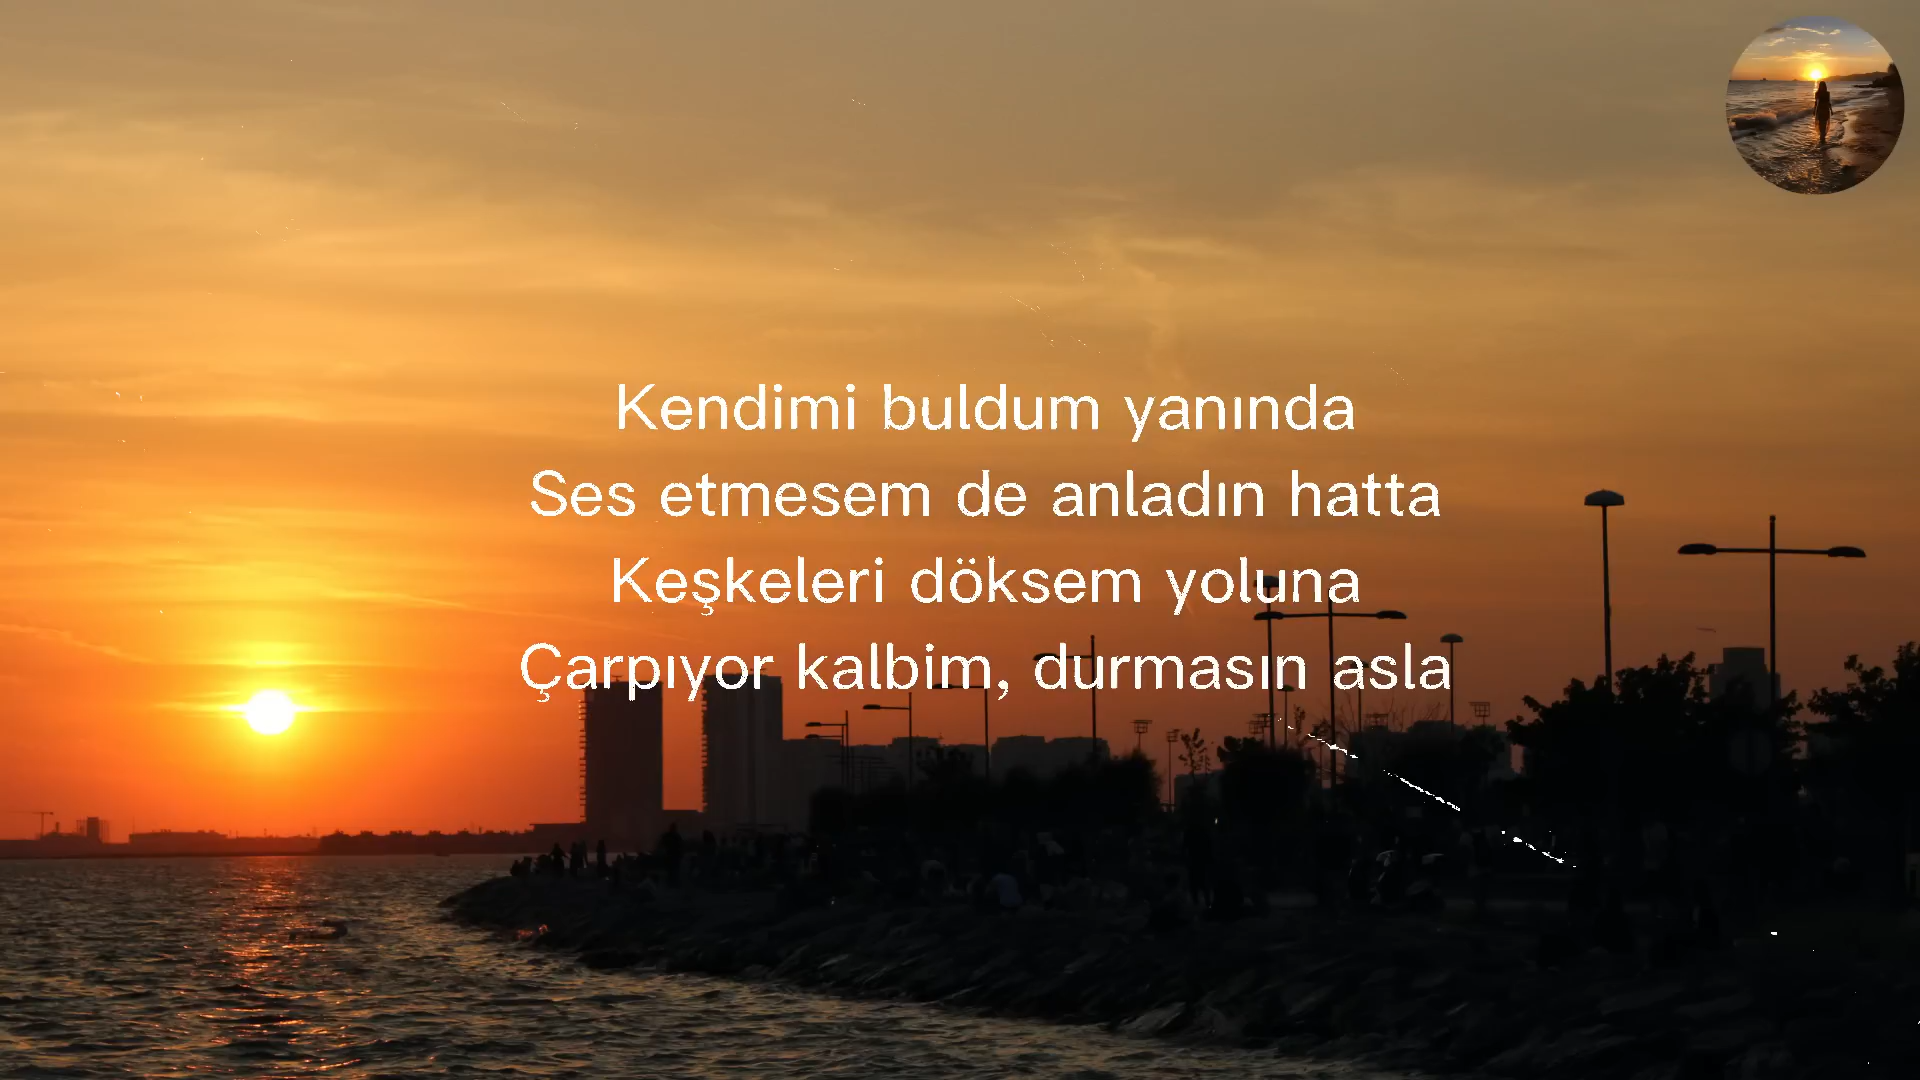 Kendimi buldum yanında
Ses etmesem de anladın hatta
Keşkeleri döksem yoluna
Çarpıyor kalbim, durmasın asla